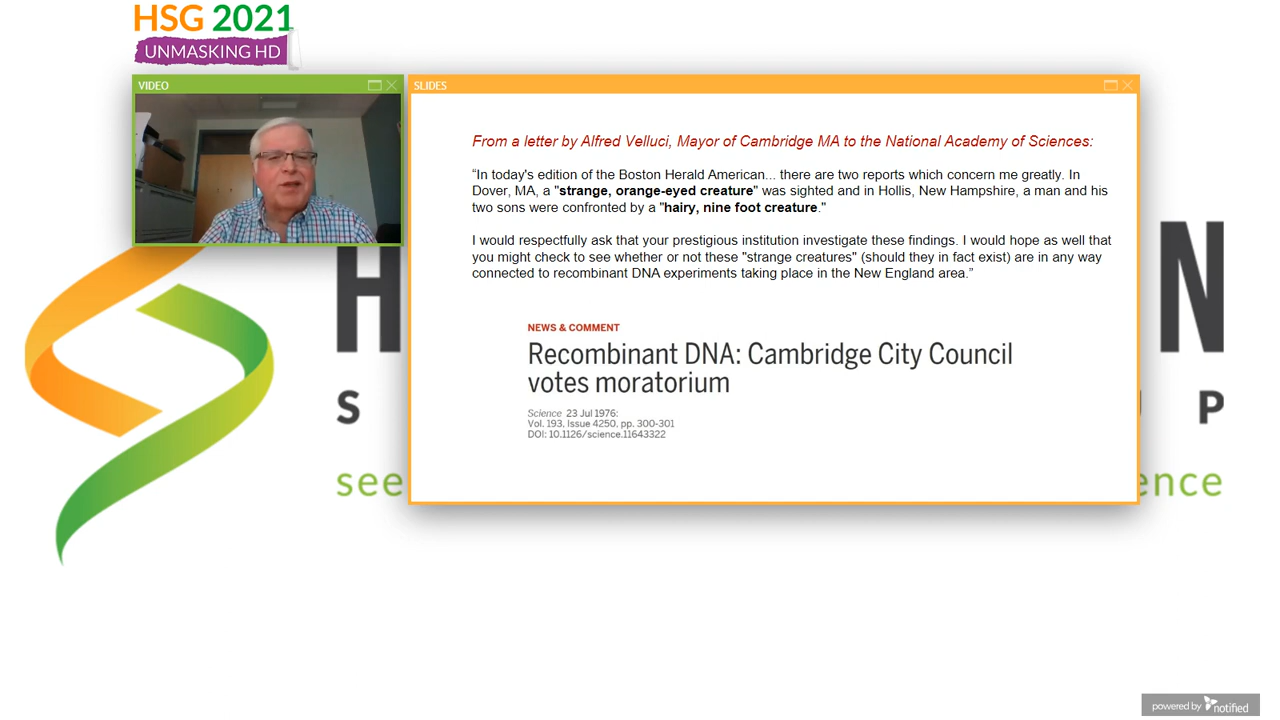 HSG 2021
UNMASKING HD
VIDEO
SLIDES
From a letter by Alfred Velluci, Mayor of Cambridge MA to the National Academy of Sciences:
“In today's edition of the Boston Herald American... there are two reports which concern me greatly. In
Dover, MA, a "strange, orange-eyed creature" was sighted and in Hollis, New Hampshire, a man and his
two sons were confronted by a "hairy, nine foot creature."
I would respectfully ask that your prestigious institution investigate these findings. I would hope as well that
you might check to see whether or not these "strange creatures" (should they in fact exist) are in any way
connected to recombinant DNA experiments taking place in the New England area.”
NEWS & COMMENT
Recombinant DNA: Cambridge City Council
votes moratorium
Science 23 Jul 1976:
Vol. 193, Issue 4250, pp. 300-301
DOI: 10.1126/science.11643322
H N
S P
see ence
powered by notified